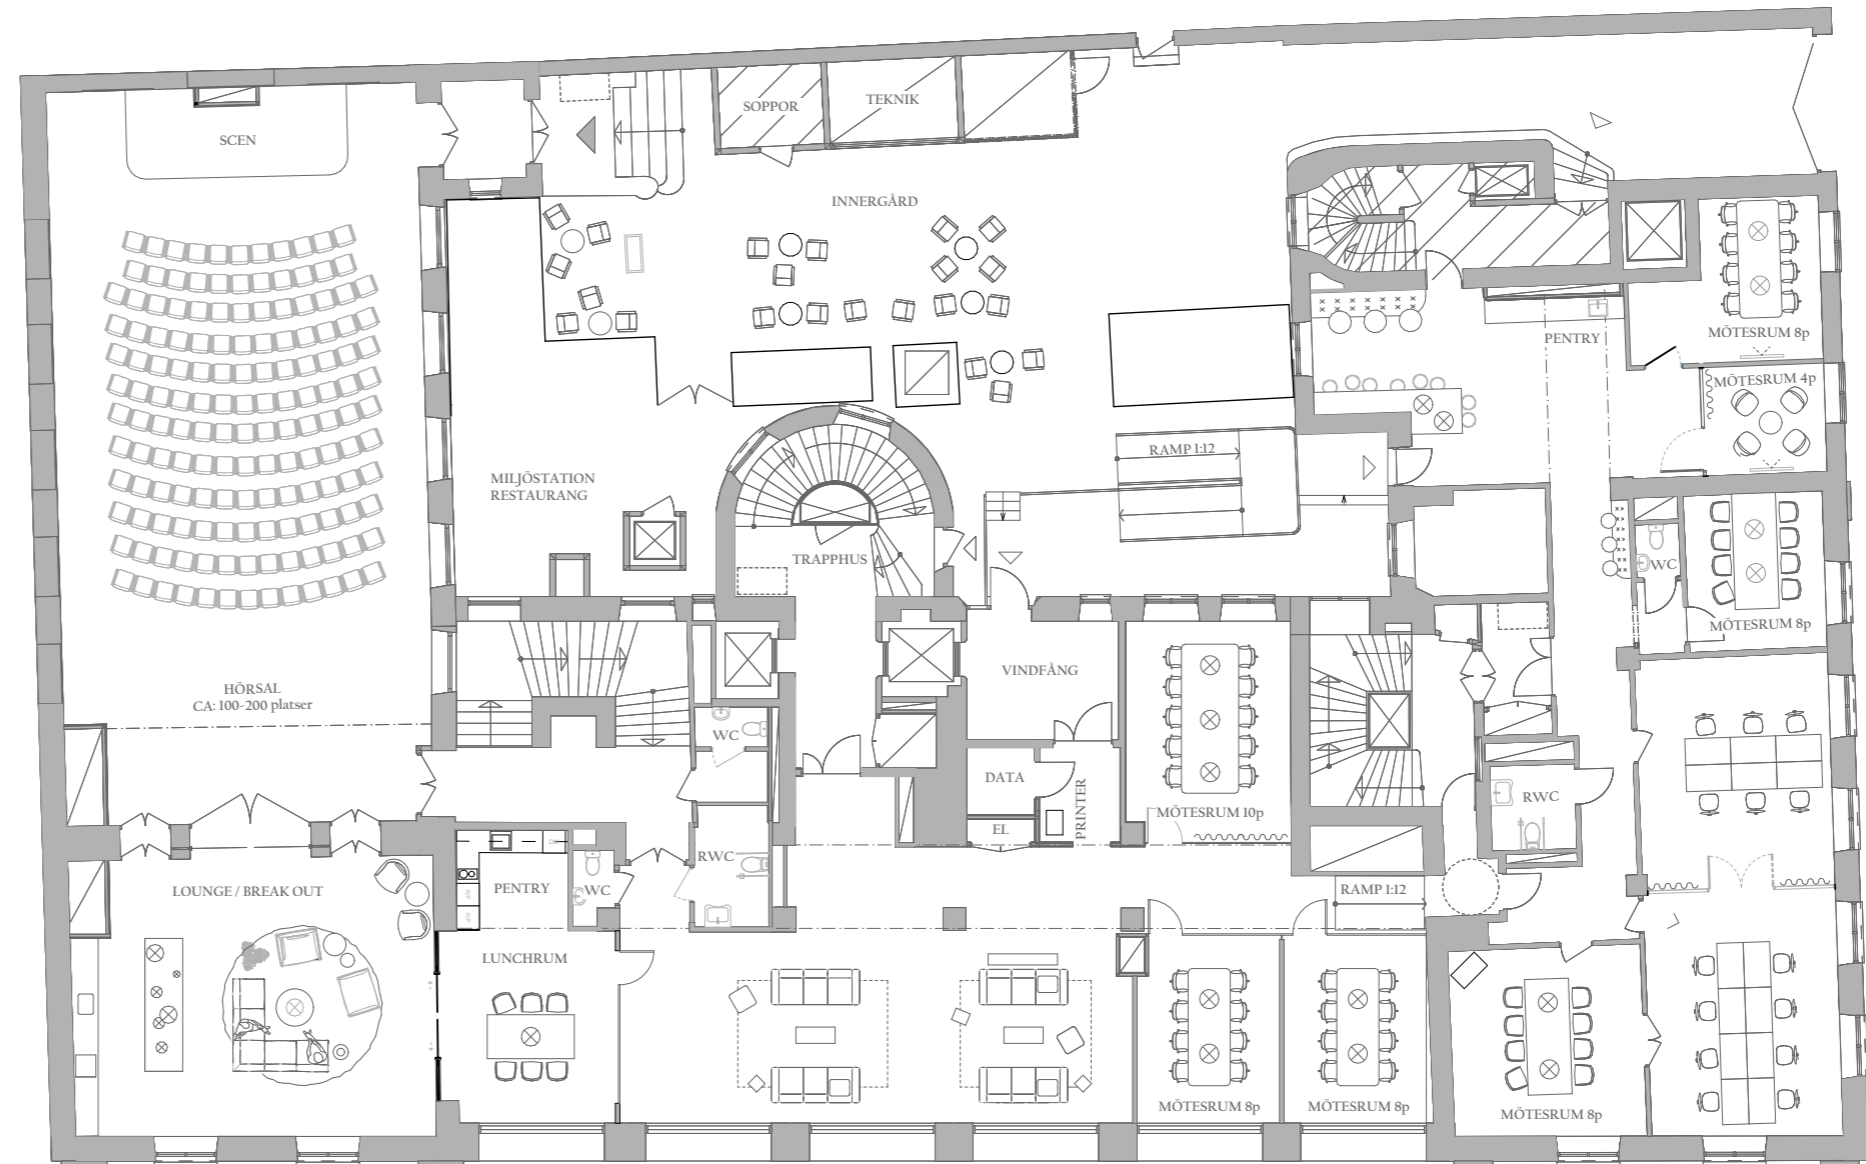 SCEN
SOPPOR
TEKNIK
INNERGÅRD
MÖTESRUM 8p
PENTRY
MÖTESRUM 4p
RAMP 1:12
MILJÖSTATION
RESTAURANG
TRAPPHUS
WC
MÖTESRUM 8p
VINDFÅNG
HÖRSAL
CA: 100-200 platser
WC
DATA
PRINTER
EL
MÖTESRUM 10p
RWC
RWC
LOUNGE / BREAK OUT
PENTRY
WC
RAMP 1:12
LUNCHRUM
MÖTESRUM 8p
MÖTESRUM 8p
MÖTESRUM 8p